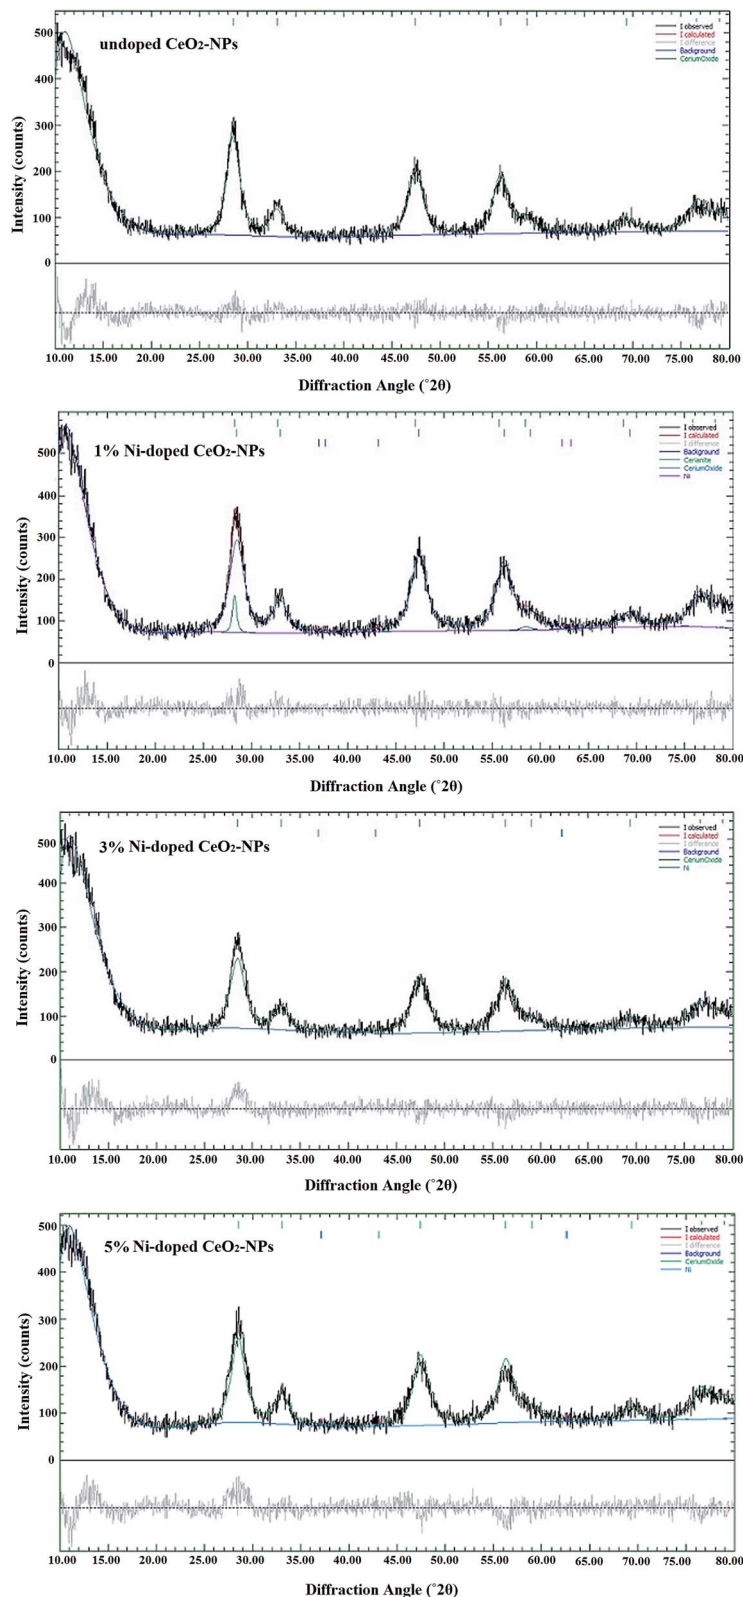 undoped CeO₂-NPs
I observed
I calculated
I difference
Background
CeriumOxide
Intensity (counts)
500
400
300
200
100
0
10.00 15.00 20.00 25.00 30.00 35.00 40.00 45.00 50.00 55.00 60.00 65.00 70.00 75.00 80.00
Diffraction Angle (˚2θ)
1% Ni-doped CeO₂-NPs
I observed
I calculated
I difference
Background
Cerianite
CeriumOxide
Ni
Intensity (counts)
500
400
300
200
100
0
10.00 15.00 20.00 25.00 30.00 35.00 40.00 45.00 50.00 55.00 60.00 65.00 70.00 75.00 80.00
Diffraction Angle (˚2θ)
3% Ni-doped CeO₂-NPs
I observed
I calculated
I difference
Background
CeriumOxide
Ni
Intensity (counts)
500
400
300
200
100
0
10.00 15.00 20.00 25.00 30.00 35.00 40.00 45.00 50.00 55.00 60.00 65.00 70.00 75.00 80.00
Diffraction Angle (˚2θ)
5% Ni-doped CeO₂-NPs
I observed
I calculated
I difference
Background
CeriumOxide
Ni
Intensity (counts)
500
400
300
200
100
0
10.00 15.00 20.00 25.00 30.00 35.00 40.00 45.00 50.00 55.00 60.00 65.00 70.00 75.00 80.00
Diffraction Angle (˚2θ)